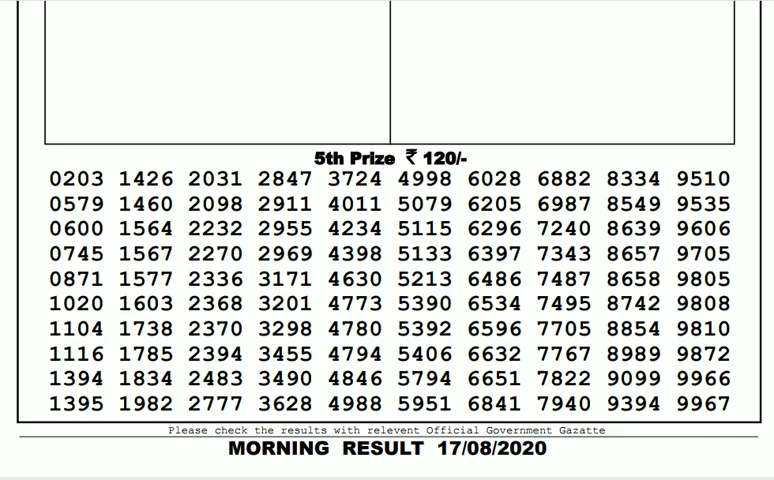 5th Prize ₹ 120/-
0203 1426 2031 2847 3724 4998 6028 6882 8334 9510
0579 1460 2098 2911 4011 5079 6205 6987 8549 9535
0600 1564 2232 2955 4234 5115 6296 7240 8639 9606
0745 1567 2270 2969 4398 5133 6397 7343 8657 9705
0871 1577 2336 3171 4630 5213 6486 7487 8658 9805
1020 1603 2368 3201 4773 5390 6534 7495 8742 9808
1104 1738 2370 3298 4780 5392 6596 7705 8854 9810
1116 1785 2394 3455 4794 5406 6632 7767 8989 9872
1394 1834 2483 3490 4846 5794 6651 7822 9099 9966
1395 1982 2777 3628 4988 5951 6841 7940 9394 9967
Please check the results with relevent Official Government Gazatte
MORNING RESULT 17/08/2020